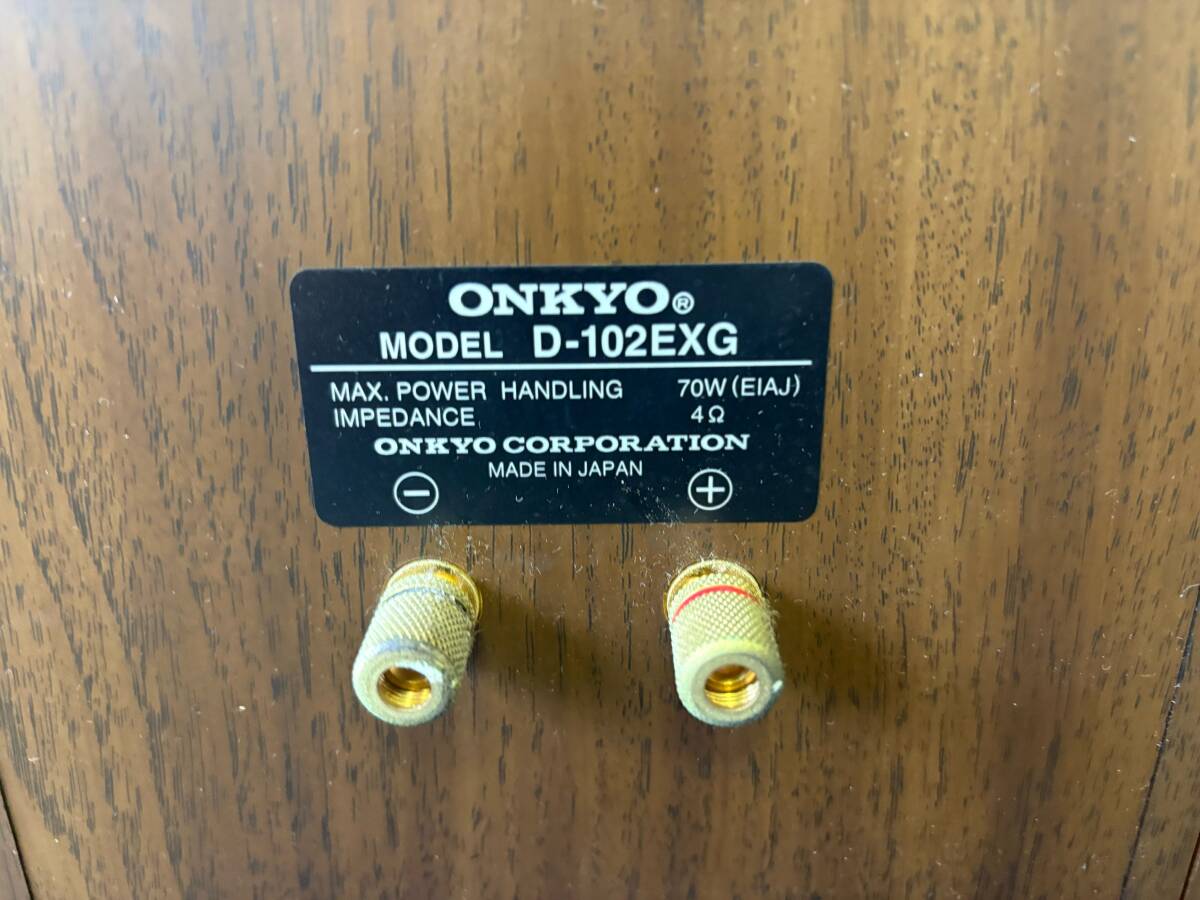 ONKYO®
MODEL D-102EXG
MAX. POWER HANDLING 70W (EIAJ)
IMPEDANCE 4Ω
ONKYO CORPORATION
MADE IN JAPAN
⊖ ⊕